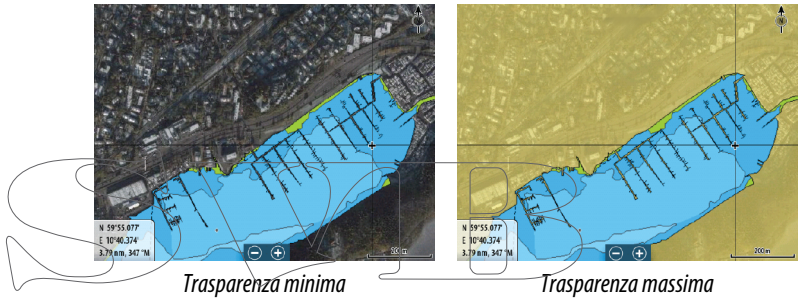 N
N
N 59°55.077'
E 10°40.374'
3.79 nm, 347 °M
200 m
N 59°55.077'
E 10°40.374'
3.79 nm, 347 °M
200 m
Trasparenza minima
Trasparenza massima